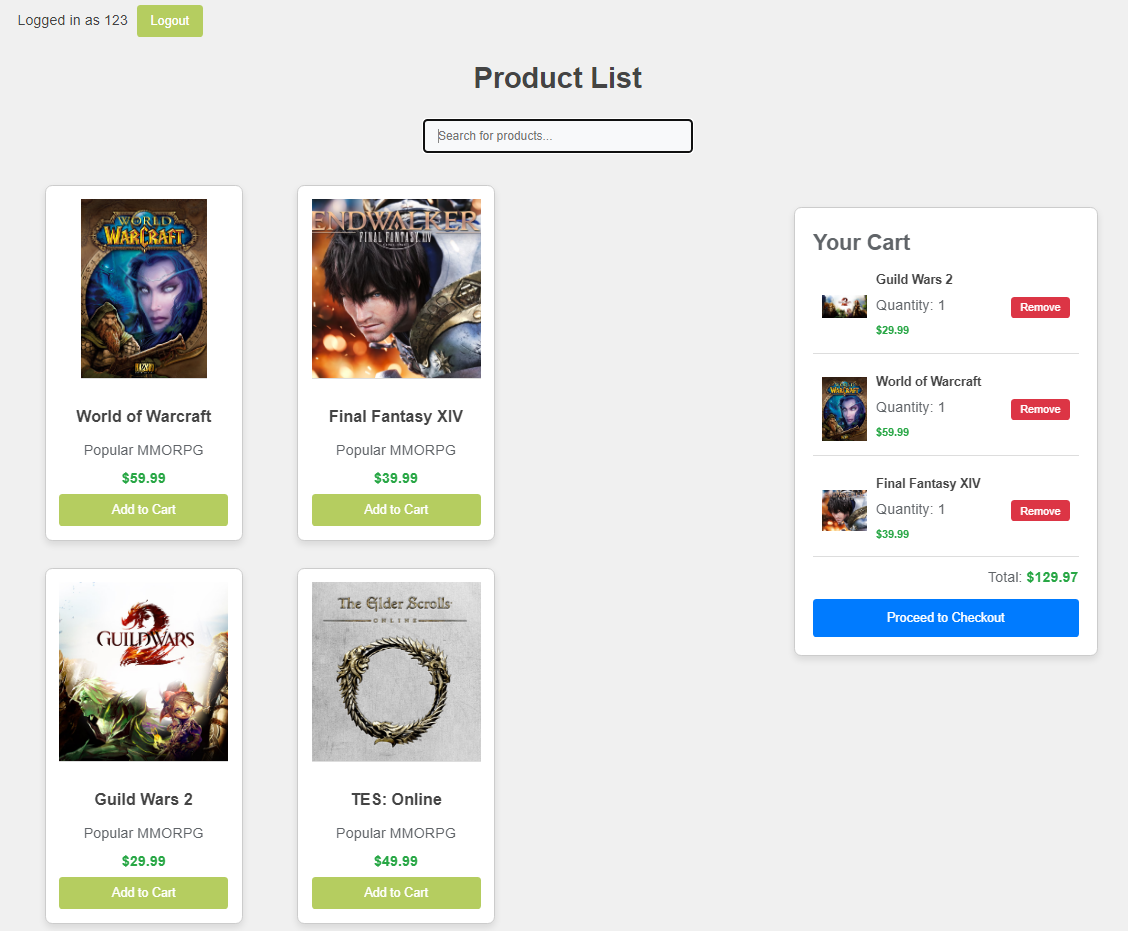 Logged in as 123
Logout
Product List
Search for products...
WORLD
WARCRAFT
World of Warcraft
Popular MMORPG
$59.99
Add to Cart
ENDWALKER
FINAL FANTASY XIV
Final Fantasy XIV
Popular MMORPG
$39.99
Add to Cart
GUILD WARS
2
Guild Wars 2
Popular MMORPG
$29.99
Add to Cart
The Elder Scrolls
ONLINE
TES: Online
Popular MMORPG
$49.99
Add to Cart
Your Cart
Guild Wars 2
Quantity: 1
$29.99
Remove
World of Warcraft
Quantity: 1
$59.99
Remove
Final Fantasy XIV
Quantity: 1
$39.99
Remove
Total: $129.97
Proceed to Checkout